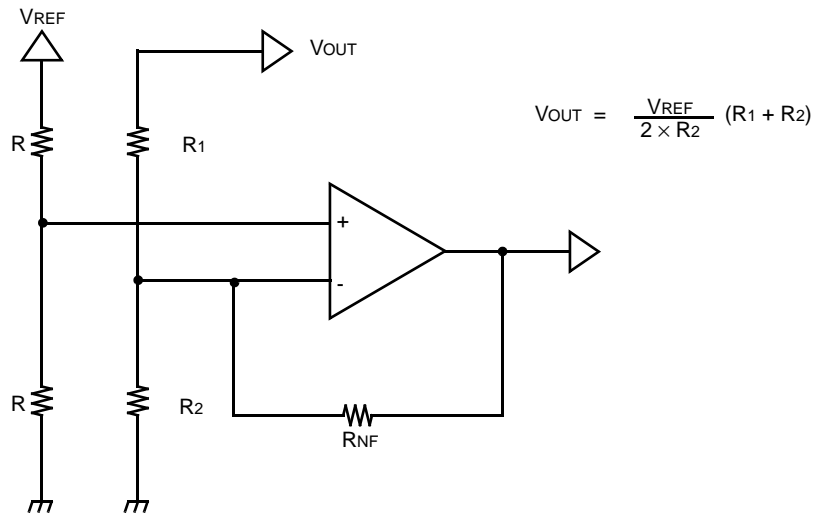 VREF
VOUT
VOUT = VREF / 2 × R2 (R1 + R2)
R
R1
+
-
R
R2
RNF